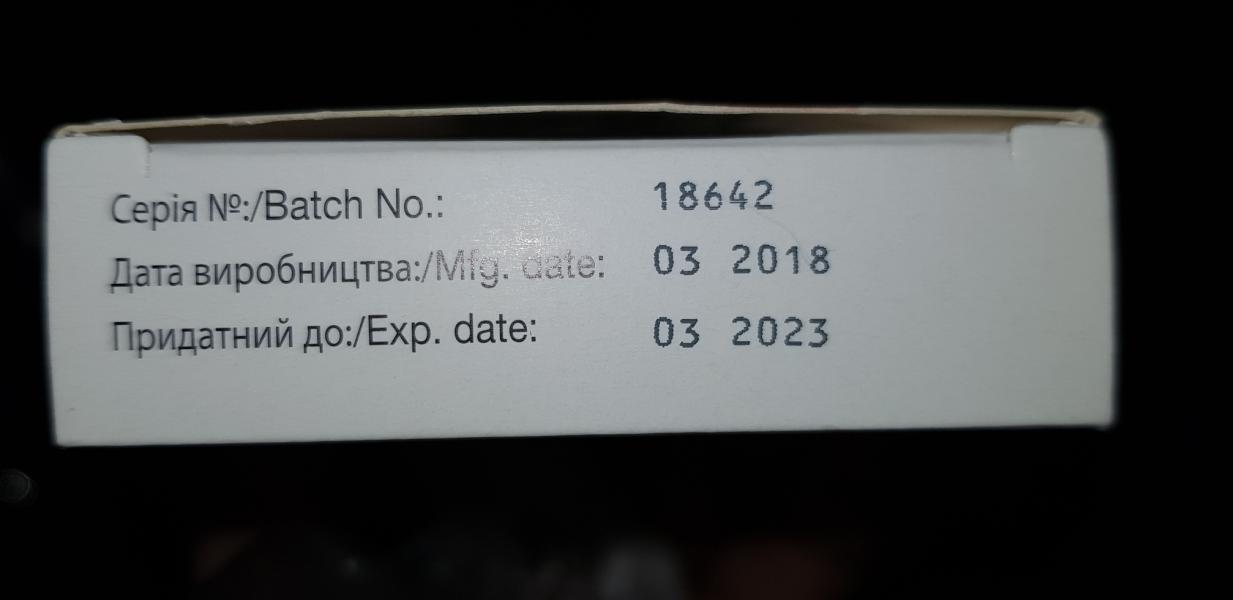 Серія №:/Batch No.: 18642
Дата виробництва:/Mfg. date: 03 2018
Придатний до:/Exp. date: 03 2023